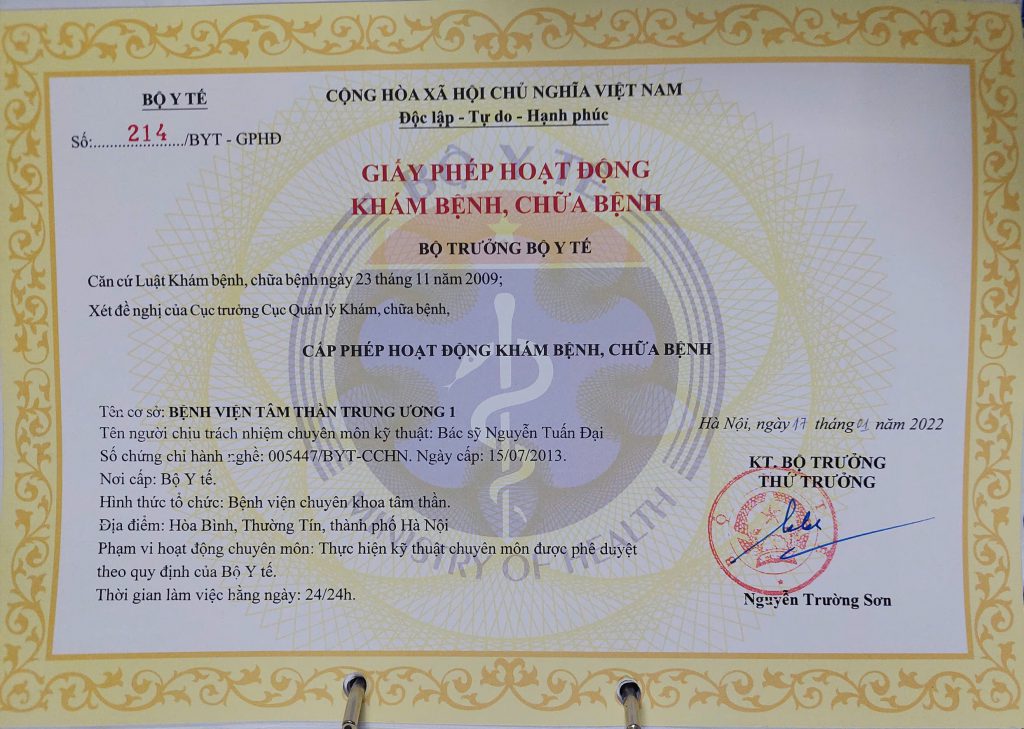 BỘ Y TẾ
CỘNG HÒA XÃ HỘI CHỦ NGHĨA VIỆT NAM
Độc lập - Tự do - Hạnh phúc
Số:.....214...../BYT - GPHĐ
GIẤY PHÉP HOẠT ĐỘNG
KHÁM BỆNH, CHỮA BỆNH
BỘ TRƯỞNG BỘ Y TẾ
Căn cứ Luật Khám bệnh, chữa bệnh ngày 23 tháng 11 năm 2009;
Xét đề nghị của Cục trưởng Cục Quản lý Khám, chữa bệnh,
CẤP PHÉP HOẠT ĐỘNG KHÁM BỆNH, CHỮA BỆNH
Tên cơ sở: BỆNH VIỆN TÂM THẦN TRUNG ƯƠNG 1
Tên người chịu trách nhiệm chuyên môn kỹ thuật: Bác sỹ Nguyễn Tuấn Đại
Số chứng chỉ hành nghề: 005447/BYT-CCHN. Ngày cấp: 15/07/2013.
Nơi cấp: Bộ Y tế.
Hình thức tổ chức: Bệnh viện chuyên khoa tâm thần.
Địa điểm: Hòa Bình, Thường Tín, thành phố Hà Nội
Phạm vi hoạt động chuyên môn: Thực hiện kỹ thuật chuyên môn được phê duyệt
theo quy định của Bộ Y tế.
Thời gian làm việc hằng ngày: 24/24h.
Hà Nội, ngày 17 tháng 01 năm 2022
KT. BỘ TRƯỞNG
THỨ TRƯỞNG
Nguyễn Trường Sơn
BỘ Y TẾ
MINISTRY OF HEALTH